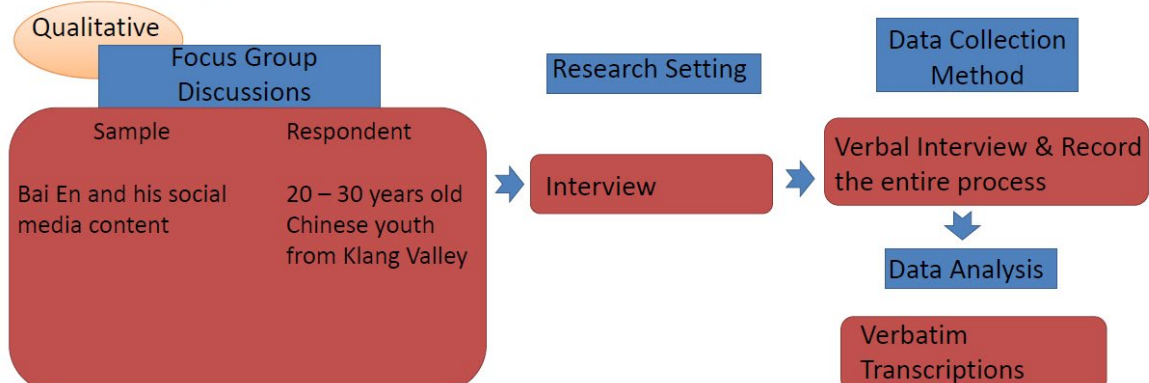 Qualitative
Focus Group
Discussions
Sample
Respondent
Bai En and his social
media content
20 – 30 years old
Chinese youth
from Klang Valley
Research Setting
Interview
Data Collection
Method
Verbal Interview & Record
the entire process
Data Analysis
Verbatim
Transcriptions